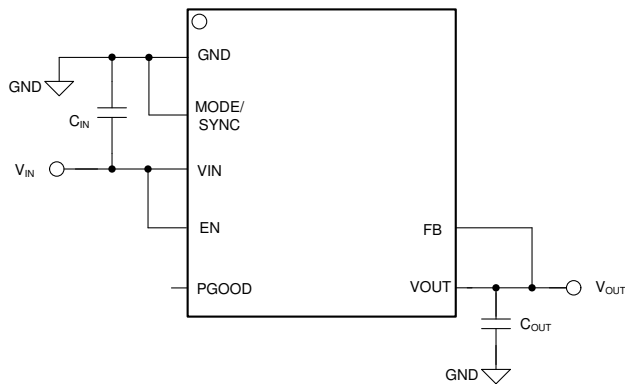 GND
GND
C_IN
MODE/
SYNC
V_IN
VIN
EN
FB
PGOOD
VOUT
V_OUT
C_OUT
GND